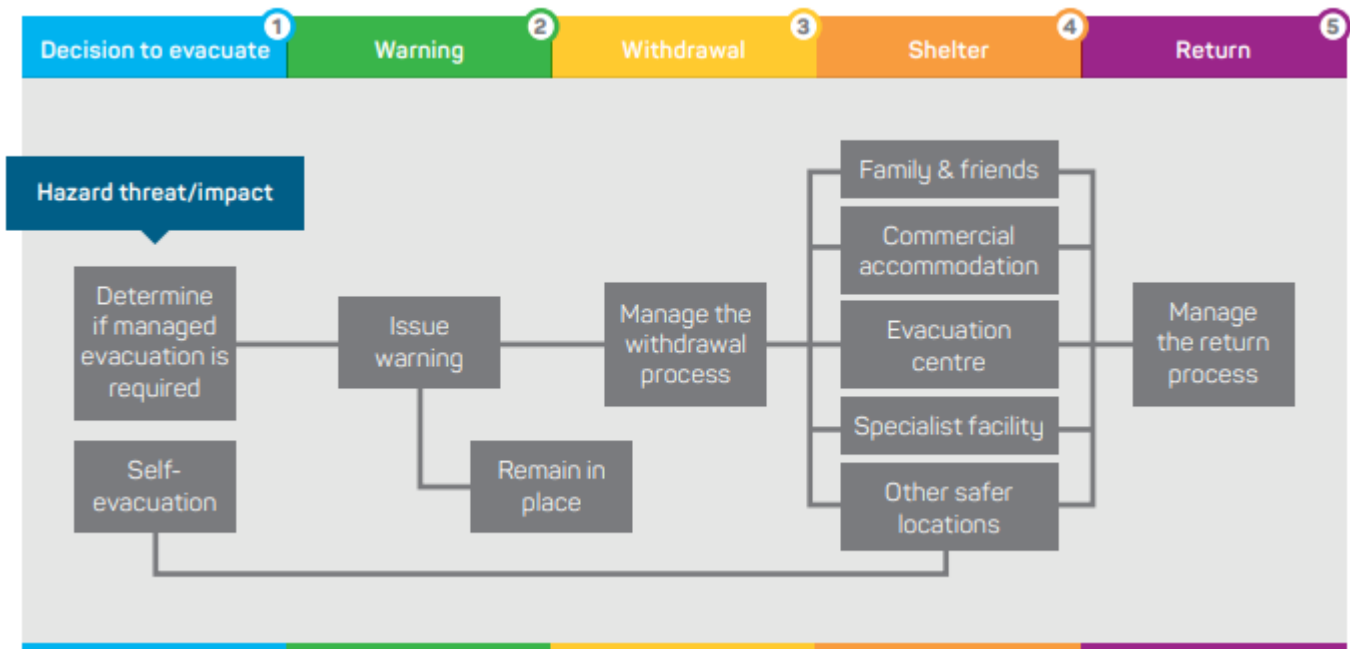 Decision to evacuate
1
Warning
2
Withdrawal
3
Shelter
4
Return
5
Hazard threat/impact
Determine
if managed
evacuation is
required
Self-
evacuation
Issue
warning
Remain in
place
Manage the
withdrawal
process
Family & friends
Commercial
accommodation
Evacuation
centre
Specialist facility
Other safer
locations
Manage
the return
process